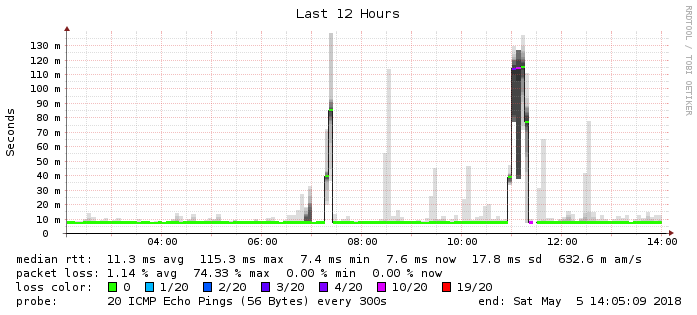 Last 12 Hours
RRDTOOL / TOBI OETIKER
Seconds
130 m
120 m
110 m
100 m
90 m
80 m
70 m
60 m
50 m
40 m
30 m
20 m
10 m
0
04:00 06:00 08:00 10:00 12:00 14:00
median rtt: 11.3 ms avg 115.3 ms max 7.4 ms min 7.6 ms now 17.8 ms sd 632.6 m am/s
packet loss: 1.14 % avg 74.33 % max 0.00 % min 0.00 % now
loss color: 0 1/20 2/20 3/20 4/20 10/20 19/20
probe: 20 ICMP Echo Pings (56 Bytes) every 300s end: Sat May 5 14:05:09 2018